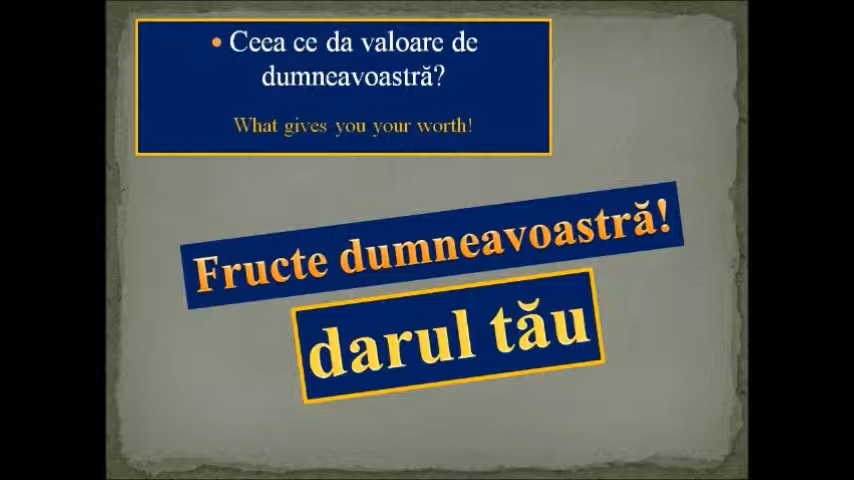 • Ceea ce da valoare de
dumneavoastră?
What gives you your worth!
Fructe dumneavoastră!
darul tău